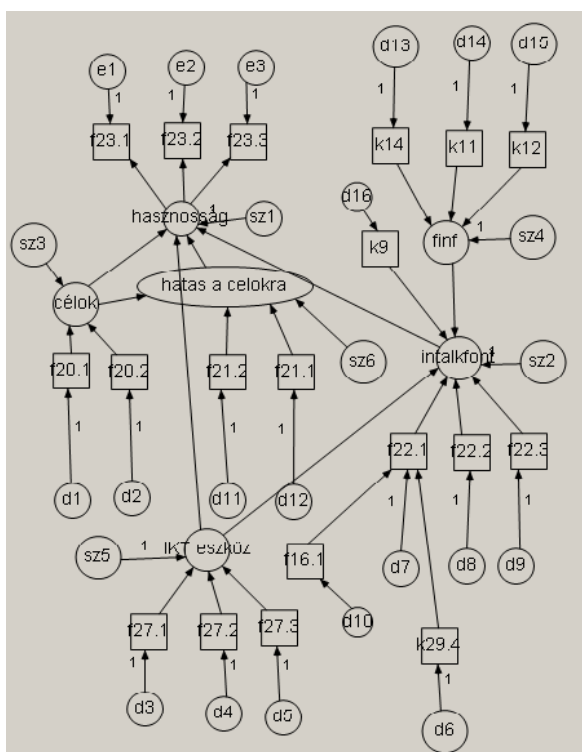 e1
e2
e3
d13
d14
d15
1
1
1
1
1
1
f23.1
f23.2
f23.3
k14
k11
k12
d16
hasznosság
1
sz1
finf
1
sz4
sz3
k9
hatas a celokra
célok
intalkfont
1
sz2
sz6
f20.1
f20.2
f21.2
f21.1
1
1
1
1
f22.1
f22.2
f22.3
1
1
1
d1
d2
d11
d12
IKT eszköz
1
sz5
f16.1
d7
d8
d9
f27.1
f27.2
f27.3
d10
k29.4
1
1
1
1
d3
d4
d5
d6